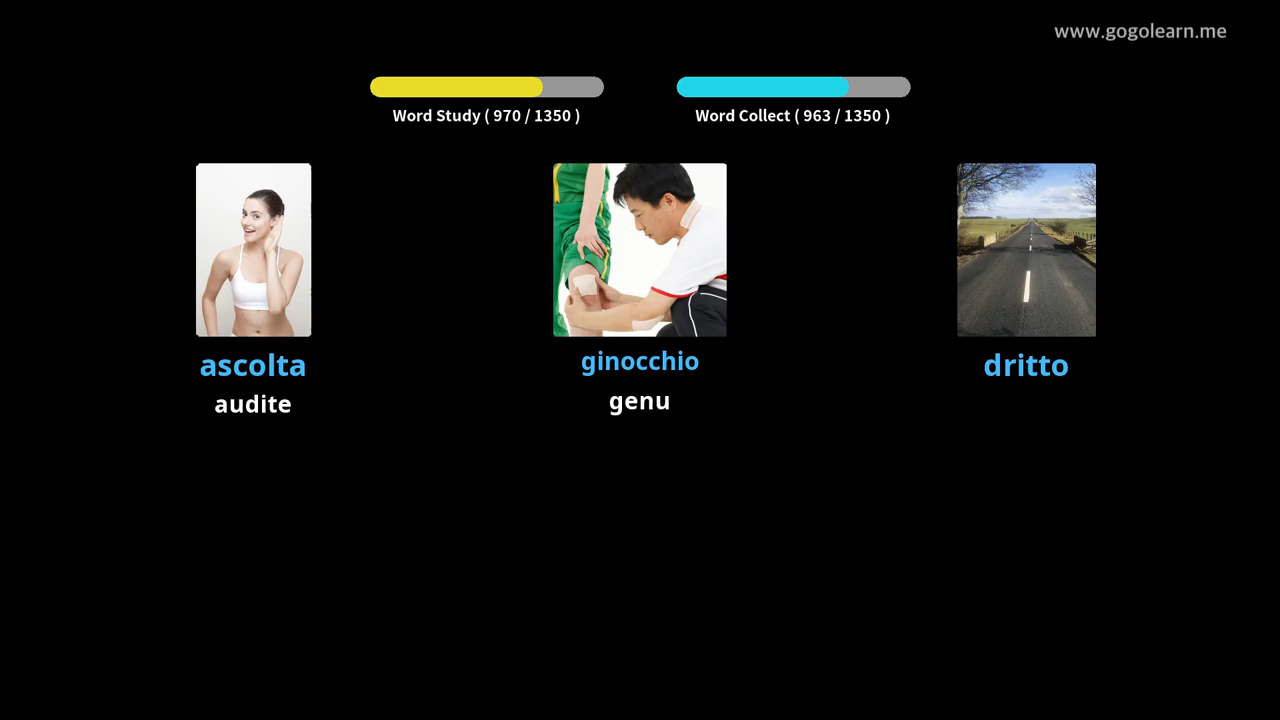 www.gogolearn.me
Word Study ( 970 / 1350 )
Word Collect ( 963 / 1350 )
ascolta
audite
ginocchio
genu
dritto